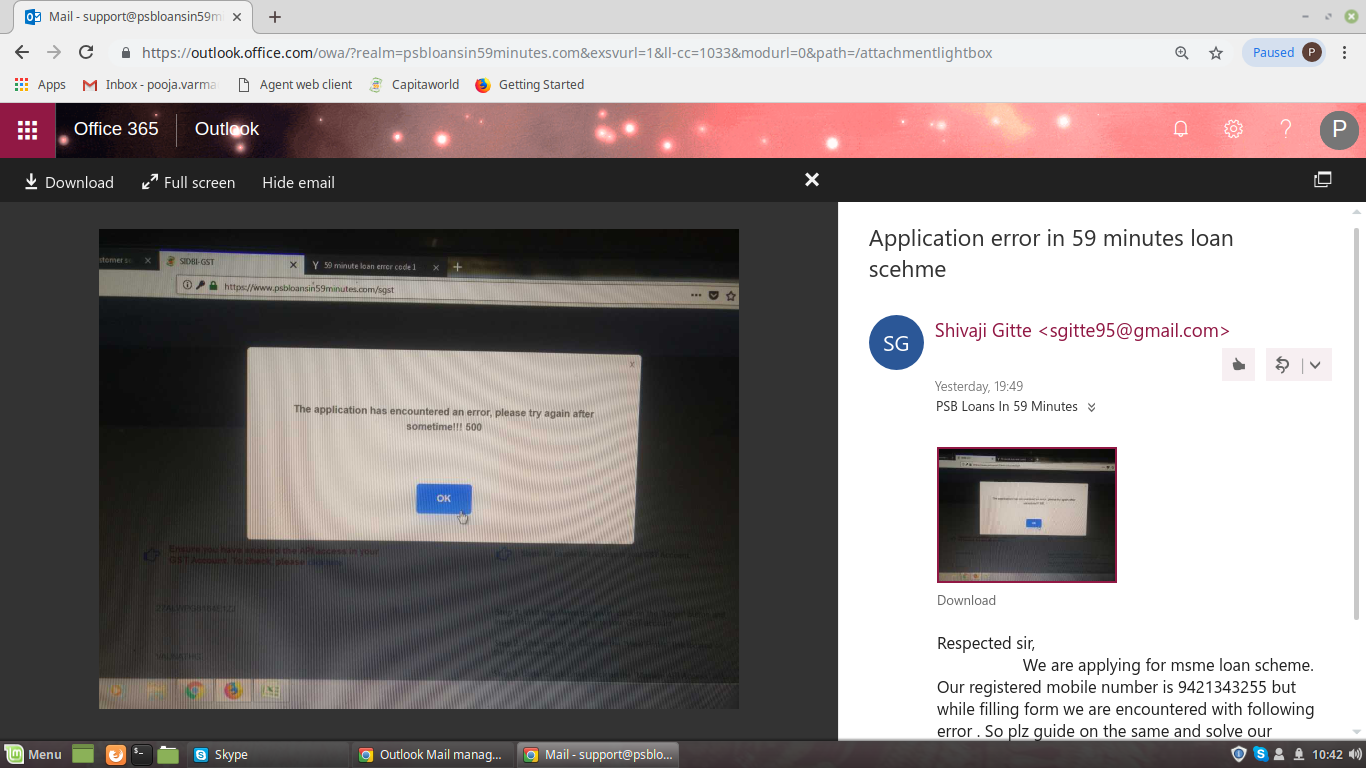 Mail - support@psbloansin59m
https://outlook.office.com/owa/?realm=psbloansin59minutes.com&exsvurl=1&ll-cc=1033&modurl=0&path=/attachmentlightbox
Paused
P
Apps
Inbox - pooja.varma
Agent web client
Capitaworld
Getting Started
Office 365
Outlook
P
Download
Full screen
Hide email
SIDBI-GST
59 minute loan error code 1
https://www.psbloansin59minutes.com/sgst
The application has encountered an error, please try again after
sometime!!! 500
OK
Ensure you have enabled the API access in your
GST Account. To check, please
Application error in 59 minutes loan
scehme
SG
Shivaji Gitte <sgitte95@gmail.com>
Yesterday, 19:49
PSB Loans In 59 Minutes
Download
Respected sir,
We are applying for msme loan scheme.
Our registered mobile number is 9421343255 but
while filling form we are encountered with following
error . So plz guide on the same and solve our
Menu
Skype
Outlook Mail manag...
Mail - support@psblo...
10:42